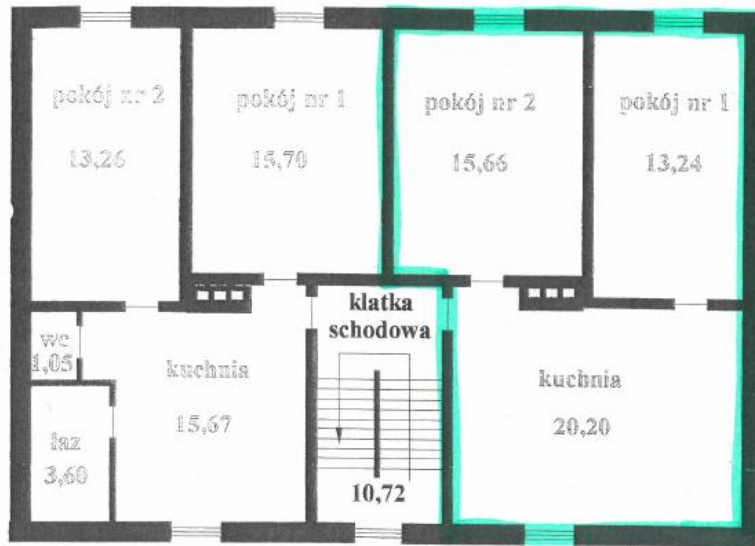 pokój nr 2
13,26
pokój nr 1
15,70
pokój nr 2
15,66
pokój nr 1
13,24
klatka
schodowa
wc
1,05
kuchnia
15,67
łaz
3,60
10,72
kuchnia
20,20